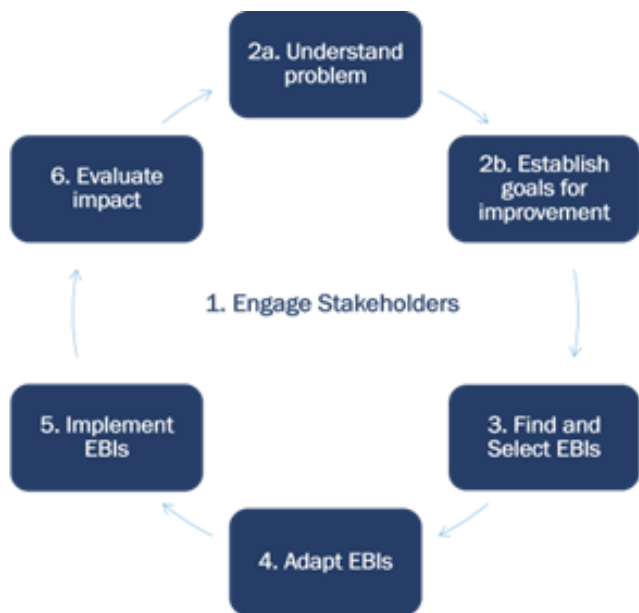 2a. Understand
problem
2b. Establish
goals for
improvement
6. Evaluate
impact
1. Engage Stakeholders
5. Implement
EBIs
3. Find and
Select EBIs
4. Adapt EBIs